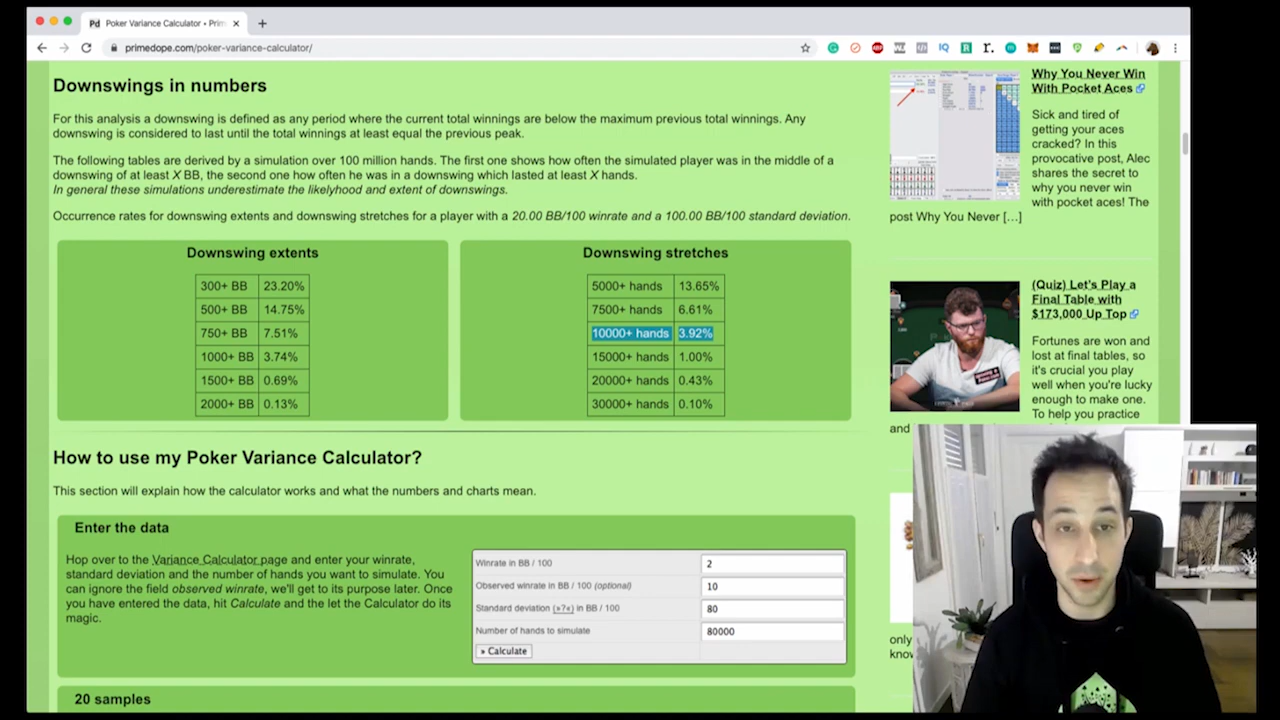 Poker Variance Calculator • Prim
primedope.com/poker-variance-calculator/
Downswings in numbers
For this analysis a downswing is defined as any period where the current total winnings are below the maximum previous total winnings. Any
downswing is considered to last until the total winnings at least equal the previous peak.
The following tables are derived by a simulation over 100 million hands. The first one shows how often the simulated player was in the middle of a
downswing of at least X BB, the second one how often he was in a downswing which lasted at least X hands.
In general these simulations underestimate the likelyhood and extent of downswings.
Occurrence rates for downswing extents and downswing stretches for a player with a 20.00 BB/100 winrate and a 100.00 BB/100 standard deviation.
Downswing extents
300+ BB 23.20%
500+ BB 14.75%
750+ BB 7.51%
1000+ BB 3.74%
1500+ BB 0.69%
2000+ BB 0.13%
Downswing stretches
5000+ hands 13.65%
7500+ hands 6.61%
10000+ hands 3.92%
15000+ hands 1.00%
20000+ hands 0.43%
30000+ hands 0.10%
How to use my Poker Variance Calculator?
This section will explain how the calculator works and what the numbers and charts mean.
Enter the data
Hop over to the Variance Calculator page and enter your winrate,
standard deviation and the number of hands you want to simulate. You
can ignore the field observed winrate, we'll get to its purpose later. Once
you have entered the data, hit Calculate and the let the Calculator do its
magic.
Winrate in BB / 100 2
Observed winrate in BB / 100 (optional) 10
Standard deviation (»?«) in BB / 100 80
Number of hands to simulate 80000
» Calculate
20 samples
Why You Never Win
With Pocket Aces
Sick and tired of
getting your aces
cracked? In this
provocative post, Alec
shares the secret to
why you never win
with pocket aces! The
post Why You Never […]
(Quiz) Let's Play a
Final Table with
$173,000 Up Top
Fortunes are won and
lost at final tables, so
it's crucial you play
well when you're lucky
enough to make one.
To help you practice
and
only
know